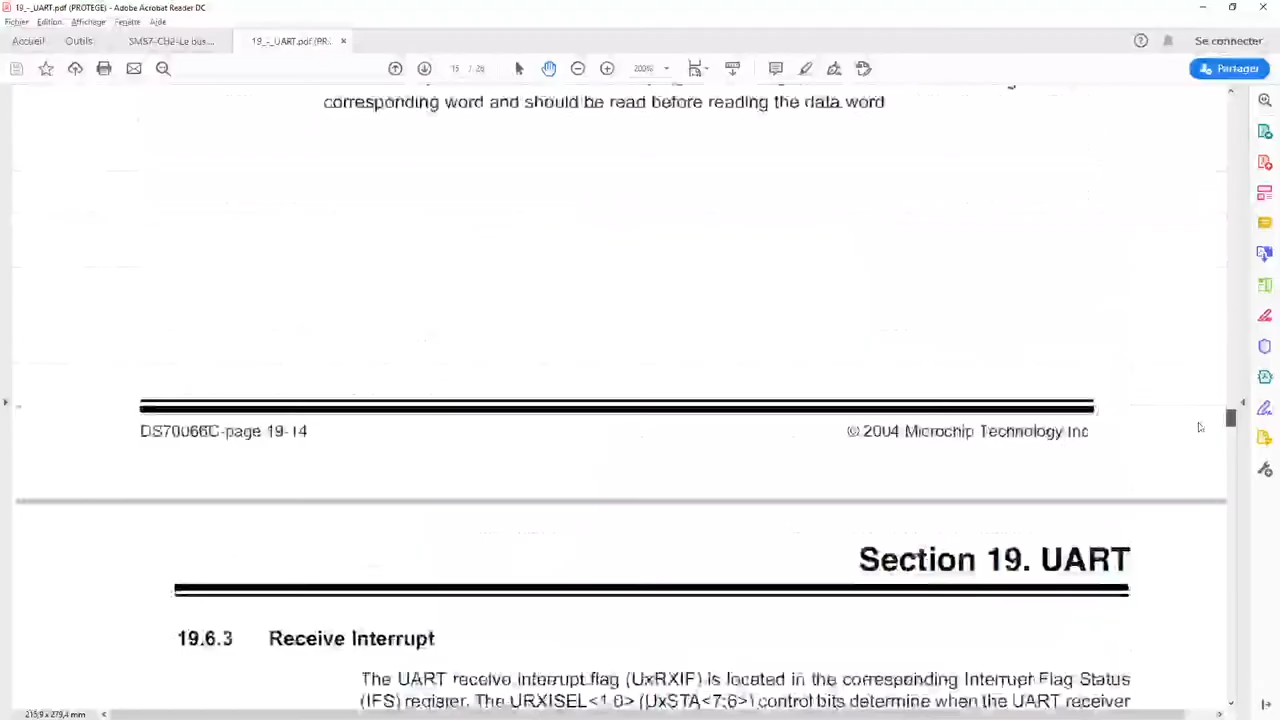 19_-_UART.pdf (PROTEGE) - Adobe Acrobat Reader DC
Fichier Edition Affichage Fenetre Aide
Accueil Outils SM57-CH2-Le bus... 19_-_UART.pdf (PR... × Se connecter
15 / 28 200% Partager
corresponding word and should be read before reading the data word
DS70066C-page 19-14 © 2004 Microchip Technology Inc
Section 19. UART
19.6.3 Receive Interrupt
The UART receive interrupt flag (UxRXIF) is located in the corresponding Interrupt Flag Status
(IFS) register. The URXISEL<1:0> (UxSTA<7:6>) control bits determine when the UART receiver
215,9 x 279,4 mm